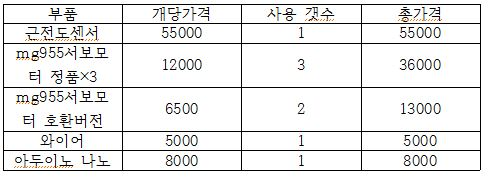 부품 개당가격 사용 갯수 총가격
근전도센서 55000 1 55000
mg955서보모
터 정품×3 12000 3 36000
mg955서보모
터 호환버전 6500 2 13000
와이어 5000 1 5000
아두이노 나노 8000 1 8000